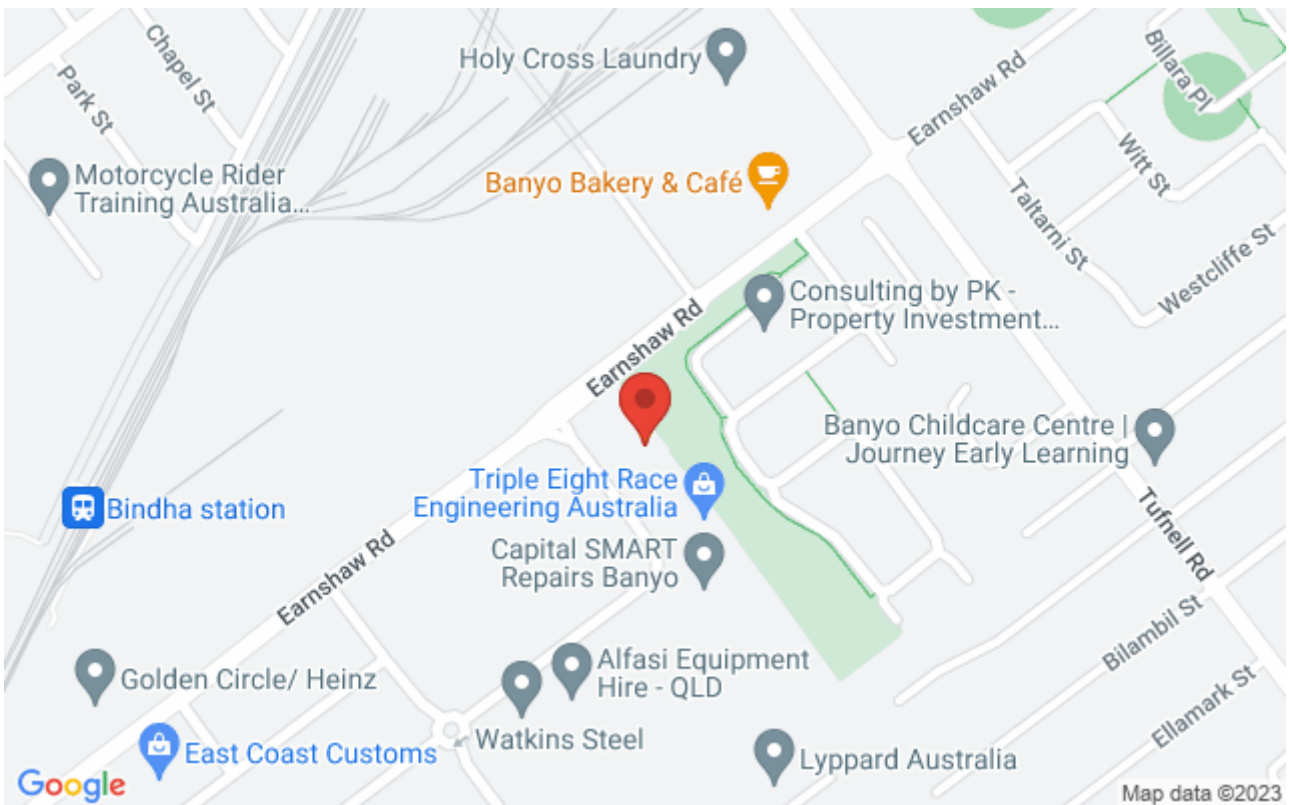 Chapel St
Park St
Holy Cross Laundry
Earnshaw Rd
Billara Pl
Witt St
Motorcycle Rider
Training Australia...
Banyo Bakery & Café
Taltarni St
Westcliffe St
Consulting by PK -
Property Investment...
Earnshaw Rd
Banyo Childcare Centre |
Journey Early Learning
Triple Eight Race
Engineering Australia
Bindha station
Tufnell Rd
Capital SMART
Repairs Banyo
Earnshaw Rd
Bilambil St
Golden Circle/ Heinz
Alfasi Equipment
Hire - QLD
Ellamark St
Watkins Steel
East Coast Customs
Lyppard Australia
Google
Map data ©2023